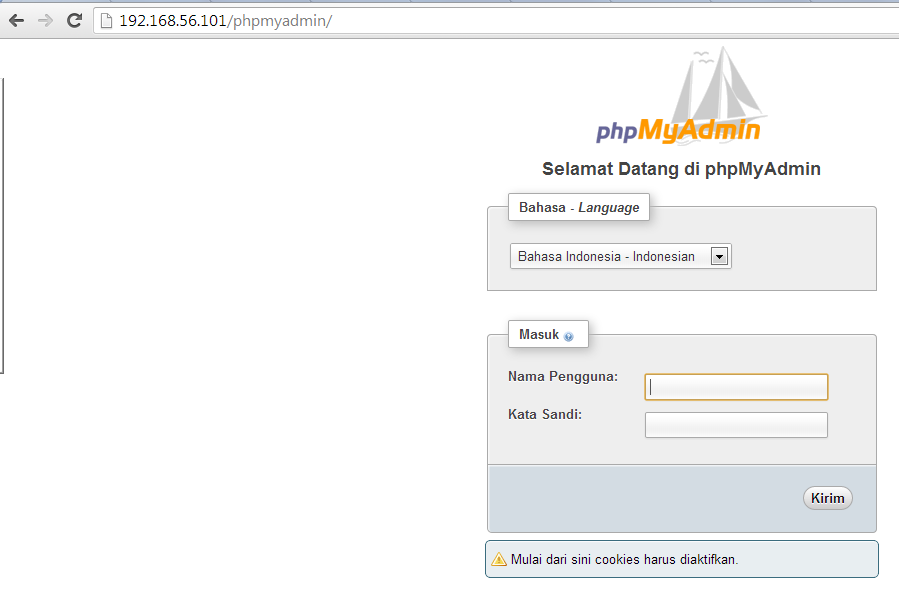 192.168.56.101/phpmyadmin/
phpMyAdmin
Selamat Datang di phpMyAdmin
Bahasa - Language
Bahasa Indonesia - Indonesian
Masuk
Nama Pengguna:
Kata Sandi:
Kirim
Mulai dari sini cookies harus diaktifkan.